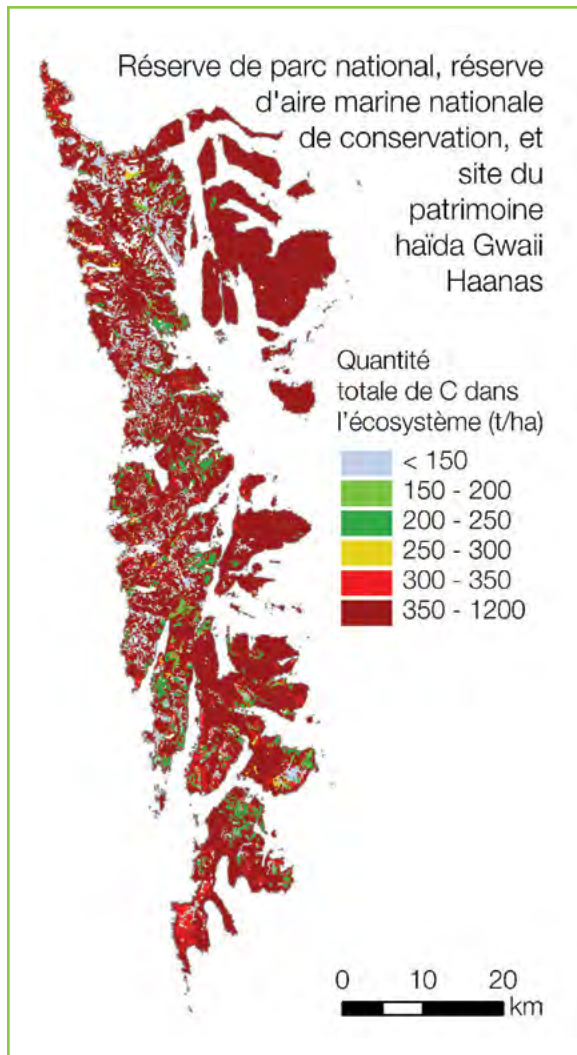 Réserve de parc national, réserve
d'aire marine nationale
de conservation, et
site du
patrimoine
haïda Gwaii
Haanas
Quantité
totale de C dans
l'écosystème (t/ha)
< 150
150 - 200
200 - 250
250 - 300
300 - 350
350 - 1200
0 10 20
km